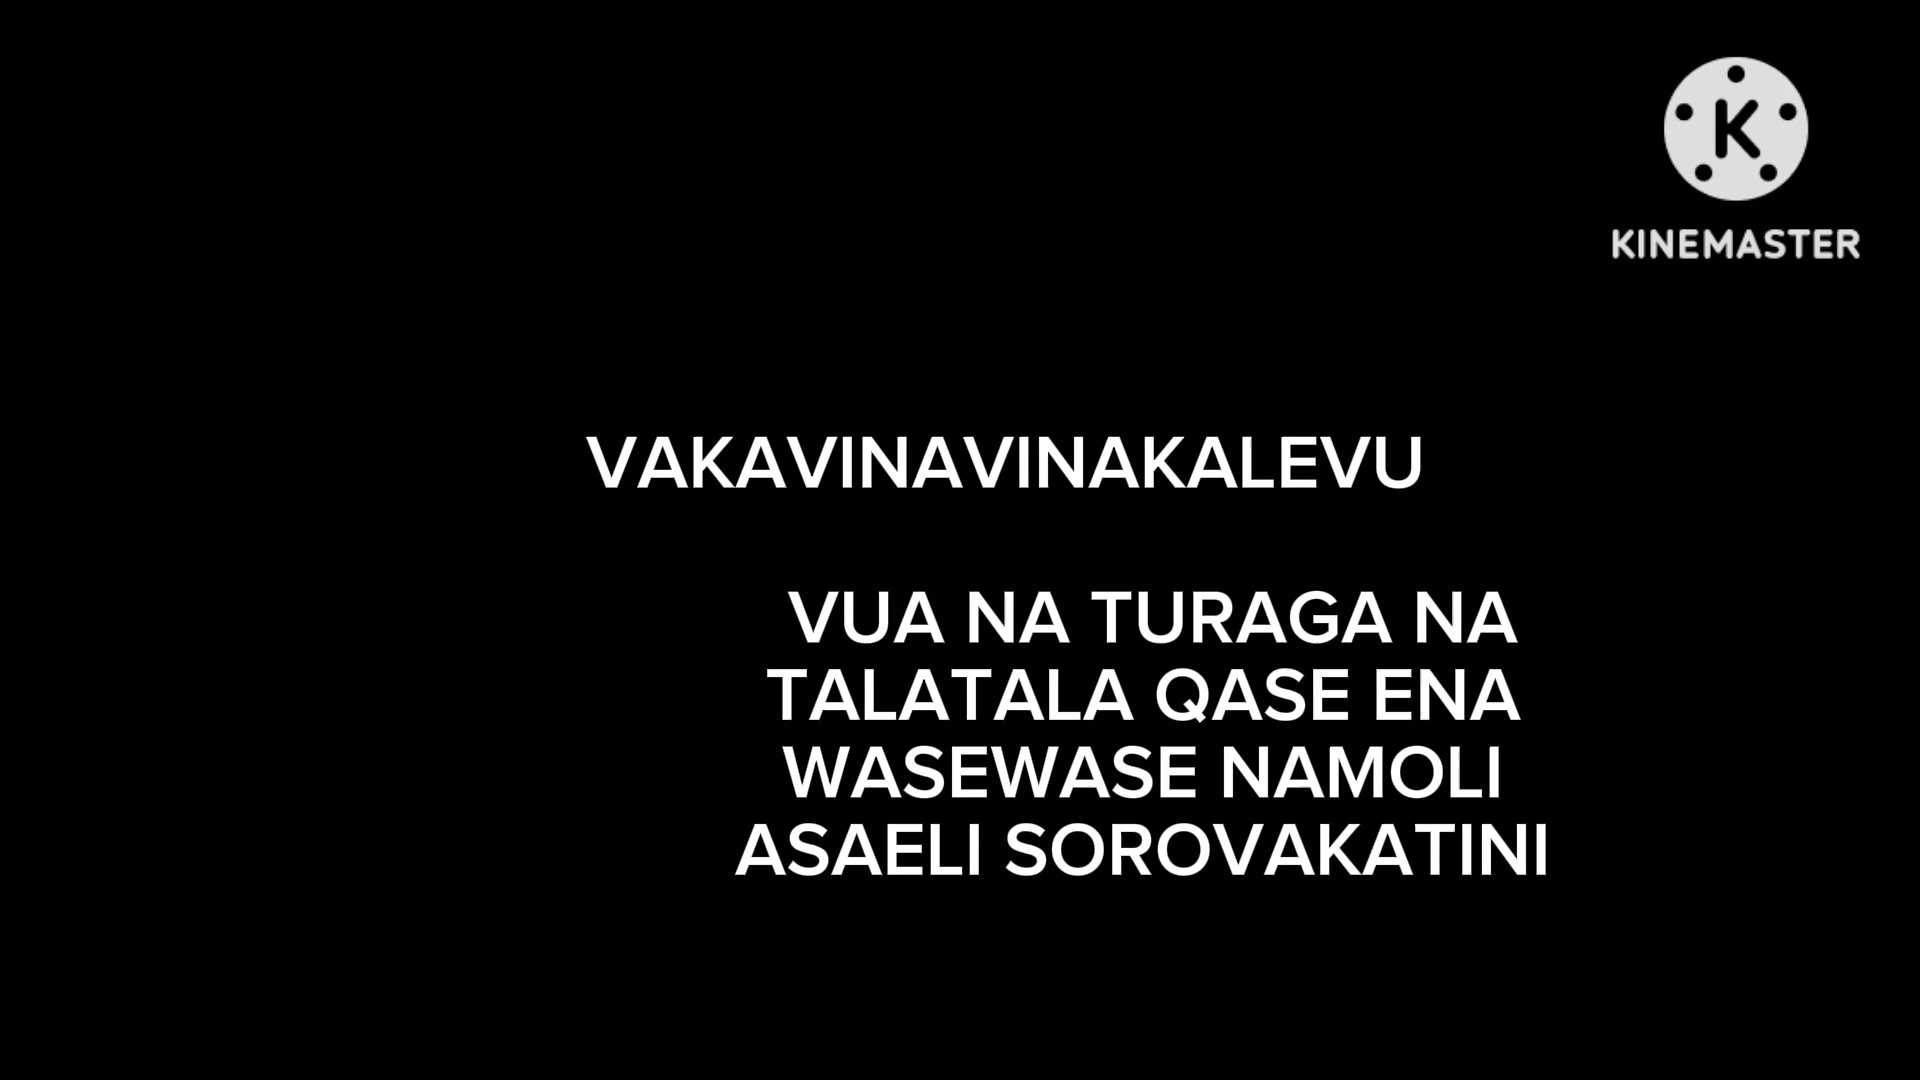 KINEMASTER
VAKAVINAVINAKALEVU
VUA NA TURAGA NA
TALATALA QASE ENA
WASEWASE NAMOLI
ASAELI SOROVAKATINI